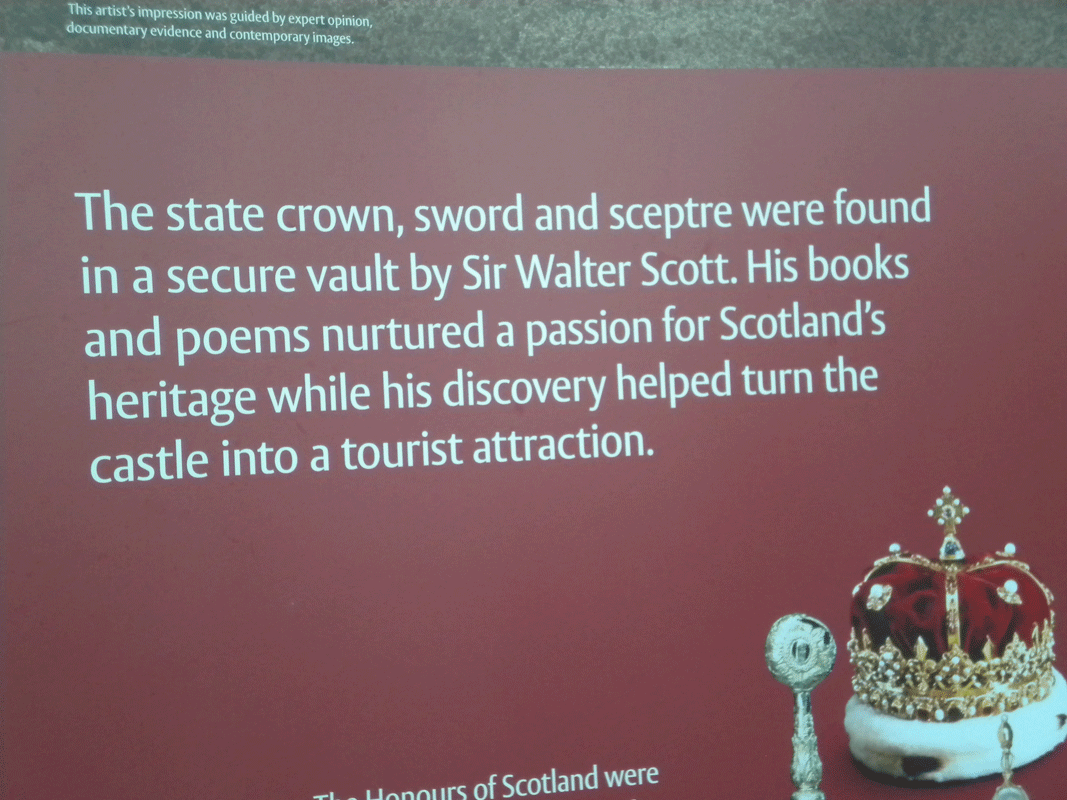 This artist's impression was guided by expert opinion,
documentary evidence and contemporary images.
The state crown, sword and sceptre were found
in a secure vault by Sir Walter Scott. His books
and poems nurtured a passion for Scotland's
heritage while his discovery helped turn the
castle into a tourist attraction.
The Honours of Scotland were